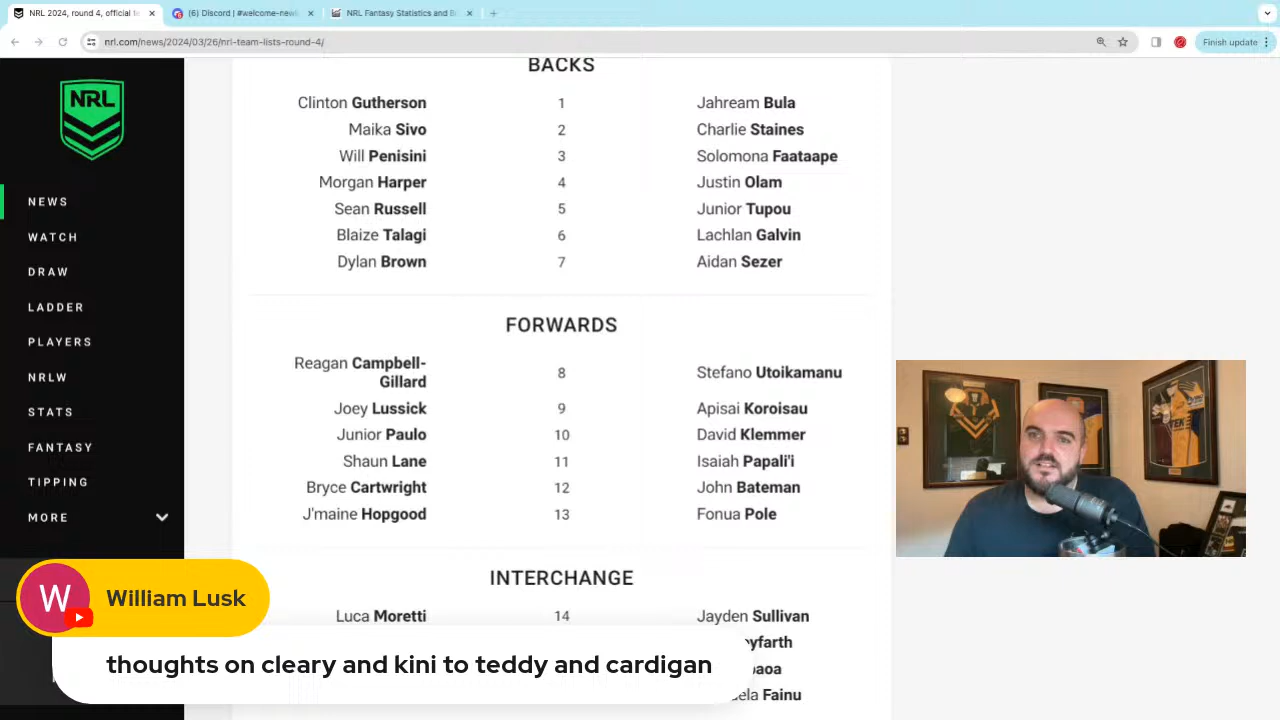 NRL 2024, round 4, official te
(6) Discord | #welcome-newb
NRL Fantasy Statistics and B
nrl.com/news/2024/03/26/nrl-team-lists-round-4/
Finish update
NRL
NEWS
WATCH
DRAW
LADDER
PLAYERS
NRLW
STATS
FANTASY
TIPPING
MORE
BACKS
Clinton Gutherson 1 Jahream Bula
Maika Sivo 2 Charlie Staines
Will Penisini 3 Solomona Faataape
Morgan Harper 4 Justin Olam
Sean Russell 5 Junior Tupou
Blaize Talagi 6 Lachlan Galvin
Dylan Brown 7 Aidan Sezer
FORWARDS
Reagan Campbell-
Gillard 8 Stefano Utoikamanu
Joey Lussick 9 Apisai Koroisau
Junior Paulo 10 David Klemmer
Shaun Lane 11 Isaiah Papali'i
Bryce Cartwright 12 John Bateman
J'maine Hopgood 13 Fonua Pole
INTERCHANGE
Luca Moretti 14 Jayden Sullivan
eyfarth
Fainu
W
William Lusk
thoughts on cleary and kini to teddy and cardigan